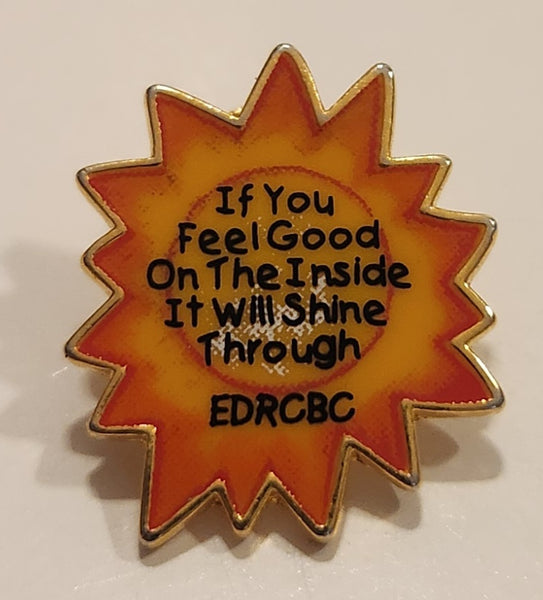 If You
Feel Good
On The Inside
It Will Shine
Through
EDRCBC